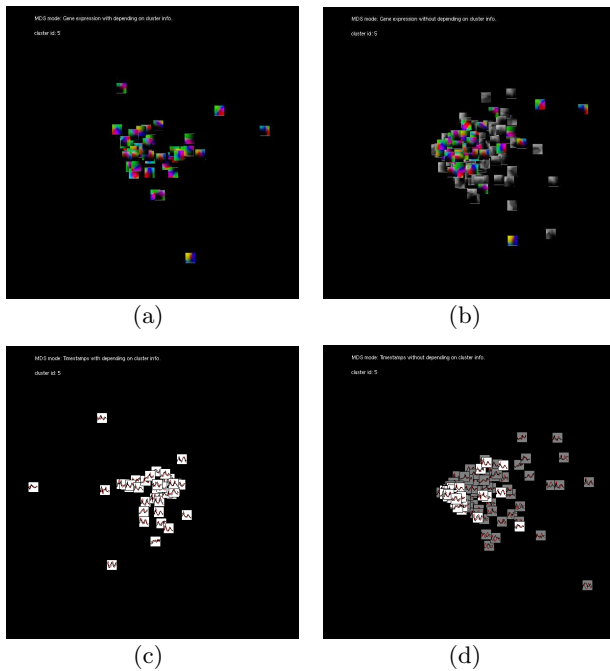 MDS mode: Gene expression with depending on cluster info.
cluster id: 5
MDS mode: Gene expression without depending on cluster info.
cluster id: 5
(a)
(b)
MDS mode: Timestamps with depending on cluster info.
cluster id: 5
MDS mode: Timestamps without depending on cluster info.
cluster id: 5
(c)
(d)